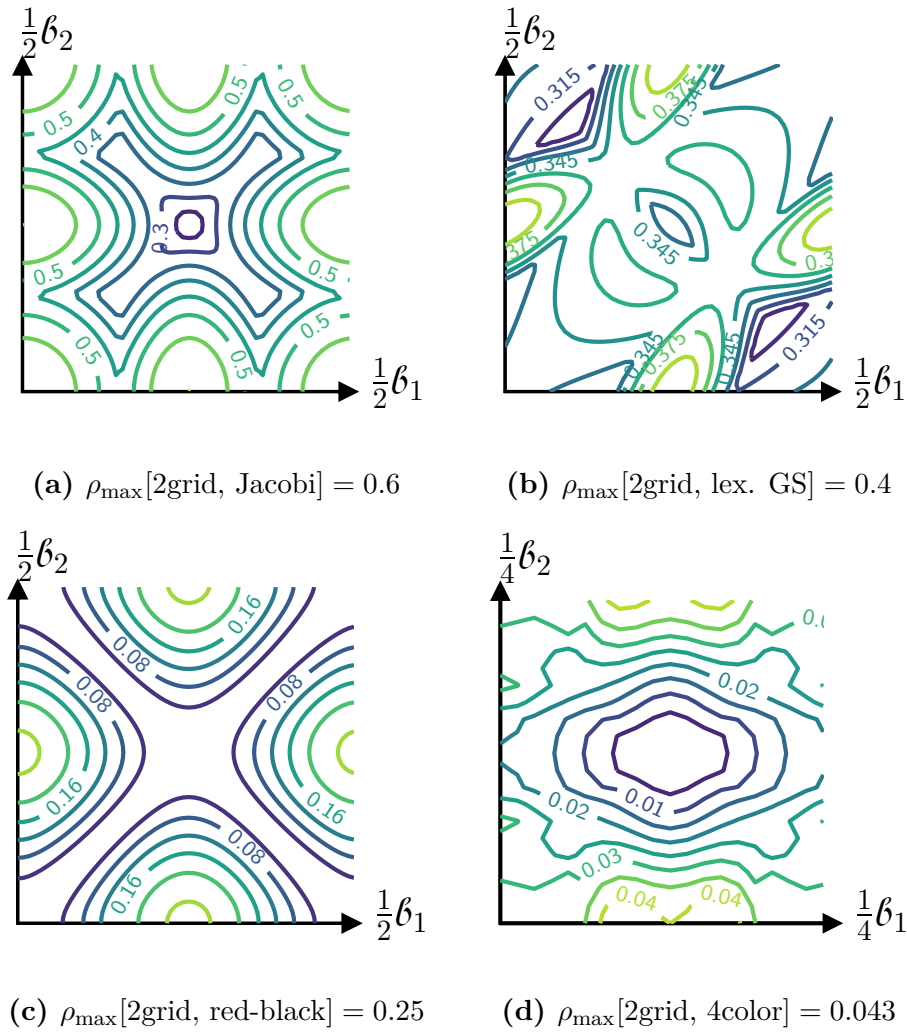 ½𝓫₂
0.5
0.5
0.4
0.5
0.3
0.5
0.5
0.5
0.5
½𝓫₁
(a) ρmax[2grid, Jacobi] = 0.6
½𝓫₂
0.315
0.375
0.345
0.345
0.345
0.315
0.345
0.375
0.345
½𝓫₁
(b) ρmax[2grid, lex. GS] = 0.4
½𝓫₂
0.16
0.08
0.08
0.08
0.16
0.16
0.08
0.16
½𝓫₁
(c) ρmax[2grid, red-black] = 0.25
¼𝓫₂
0.02
0.01
0.02
0.03
0.04
0.04
¼𝓫₁
(d) ρmax[2grid, 4color] = 0.043